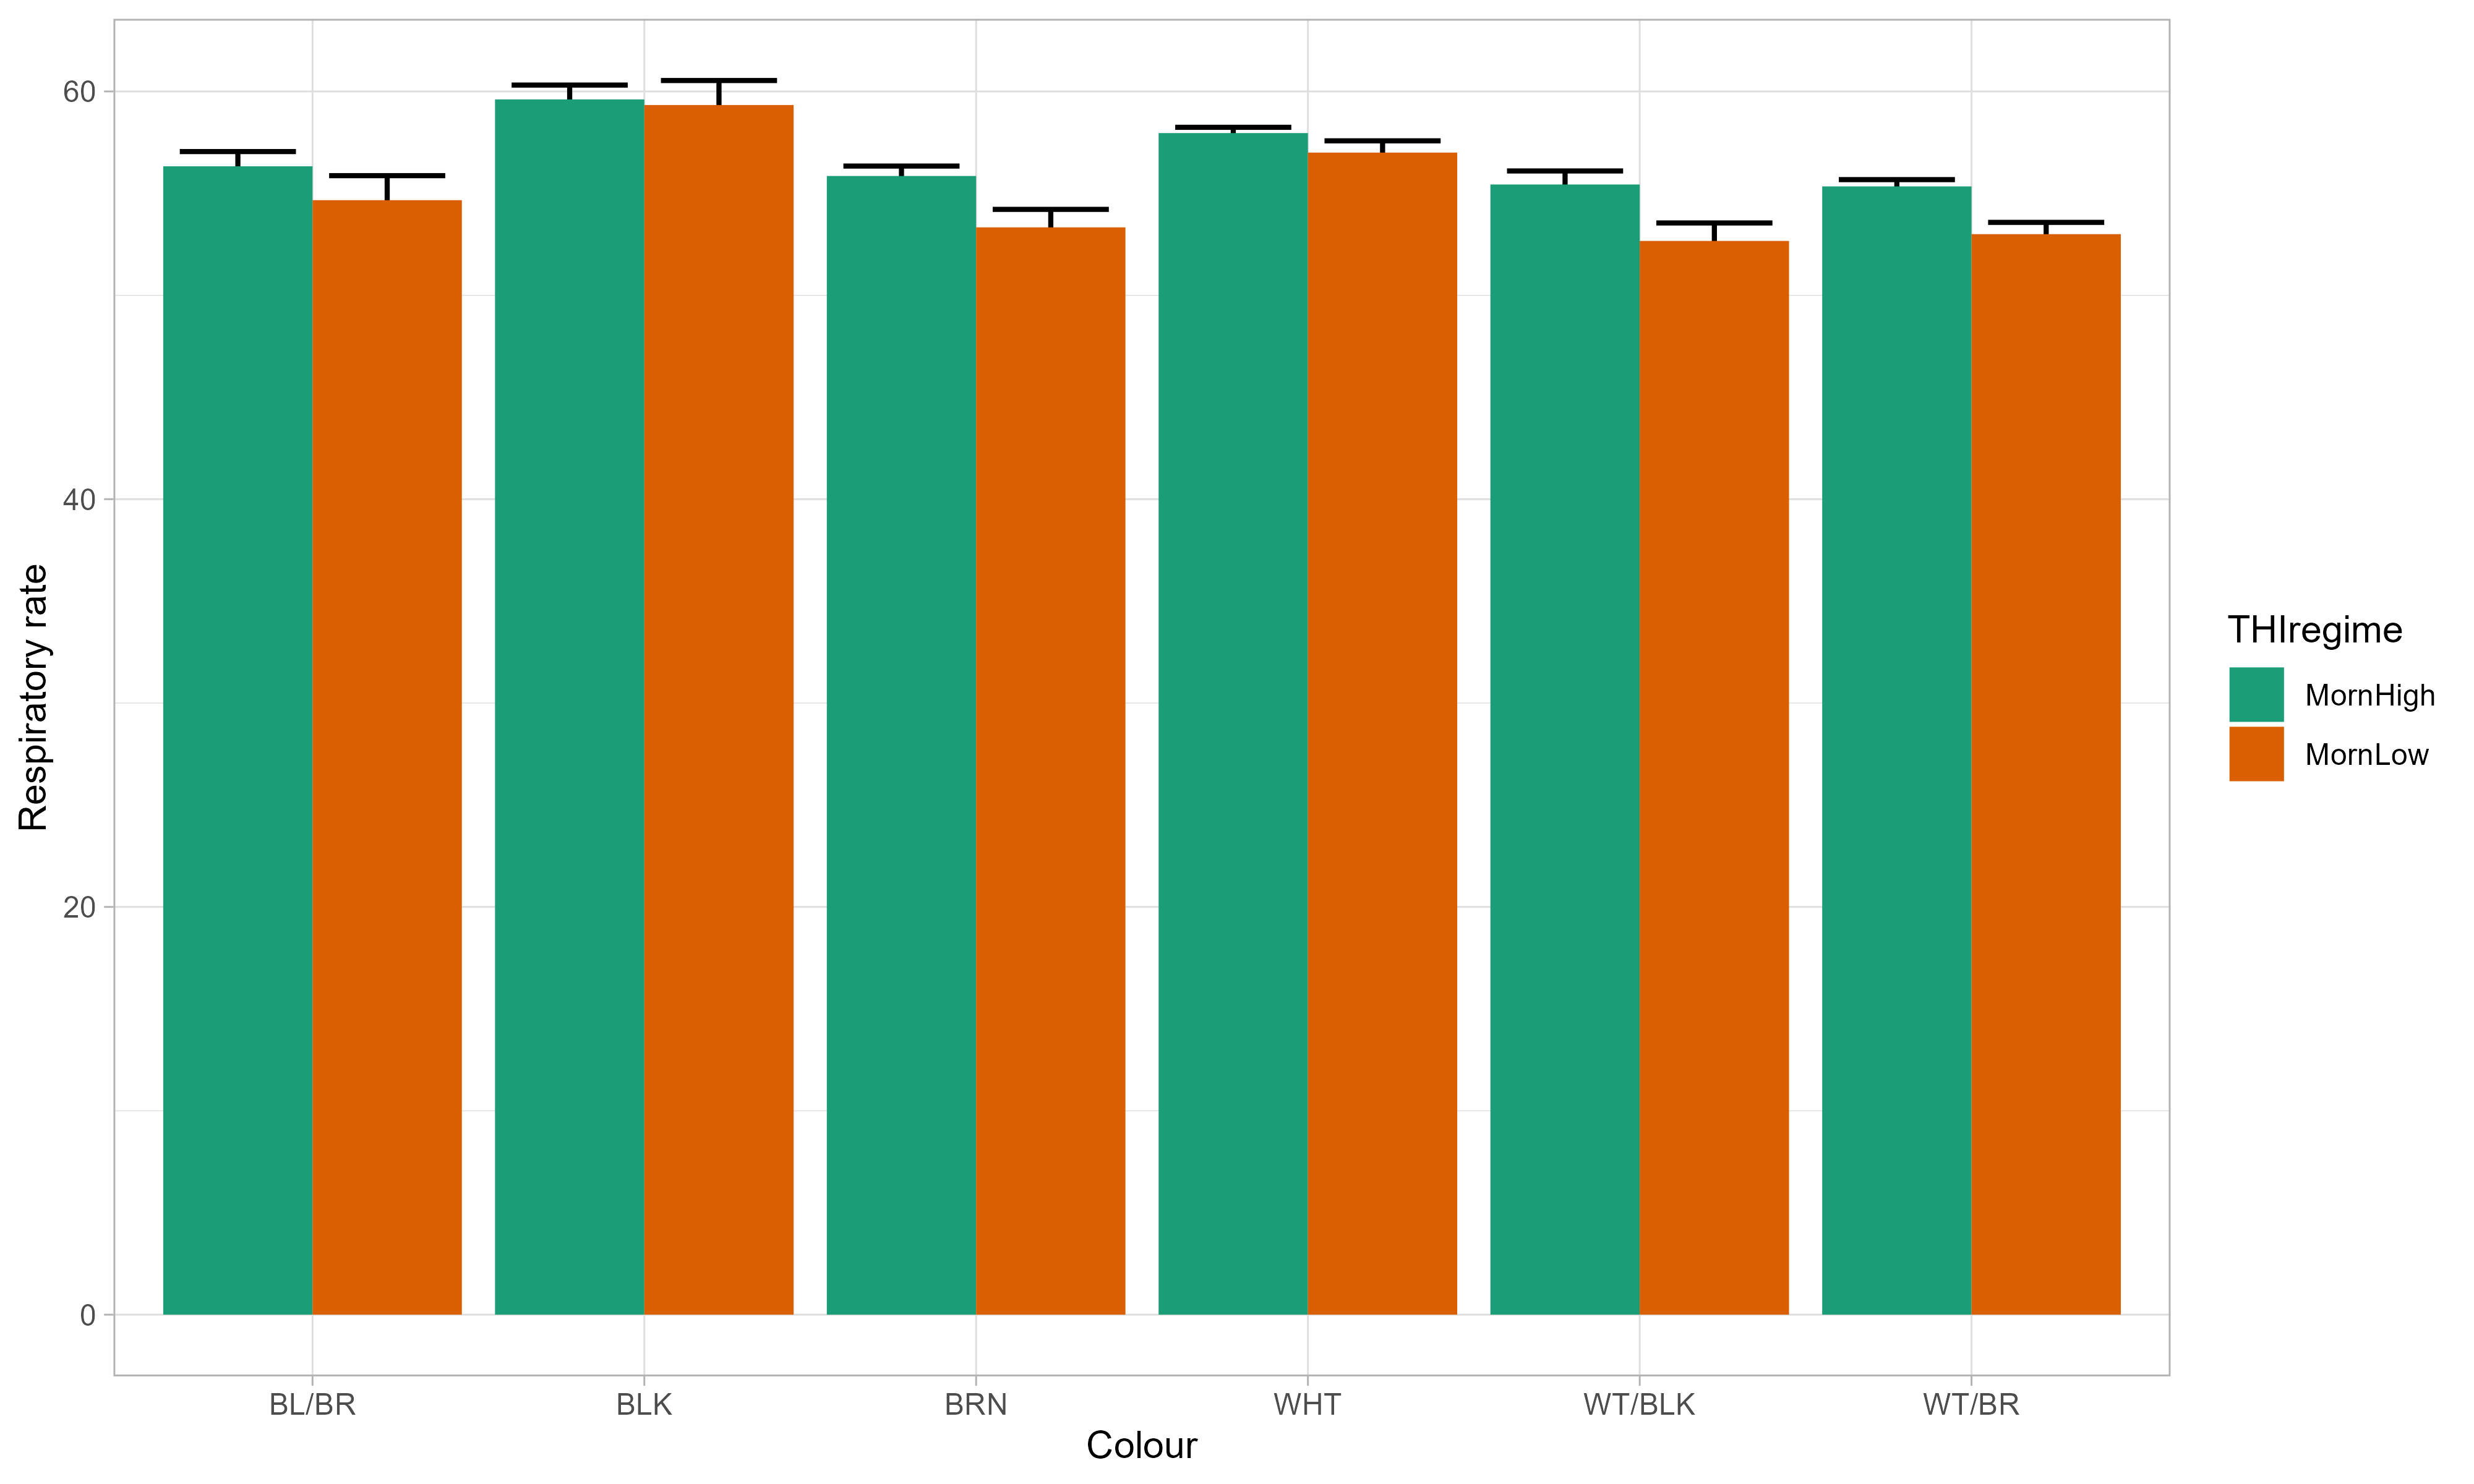 60
40
20
0
Respiratory rate
BL/BR BLK BRN WHT WT/BLK WT/BR
Colour
THIregime
MornHigh
MornLow